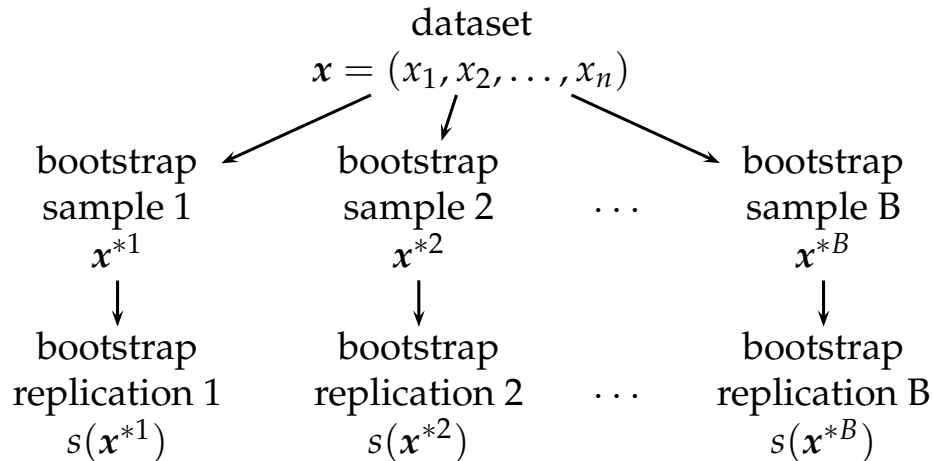 dataset
x = (x₁, x₂, . . . , xₙ)
bootstrap bootstrap bootstrap
sample 1 sample 2 · · · sample B
x*¹ x*² x*ᴮ
bootstrap bootstrap bootstrap
replication 1 replication 2 · · · replication B
s(x*¹) s(x*²) s(x*ᴮ)